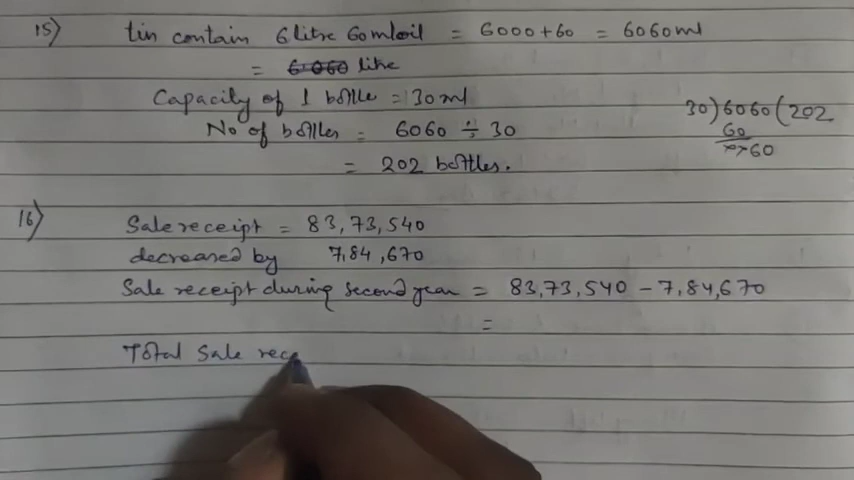 15) tin contain 6 litre 60 ml oil = 6000+60 = 6060 ml
= 6.060 litre
Capacity of 1 bottle = 30 ml
No of bottles = 6060 ÷ 30
= 202 bottles.
30)6060(202
60
××60
16) Sale receipt = 83,73,540
decreased by 7,84,670
Sale receipt during second year = 83,73,540 - 7,84,670
=
Total Sale rece